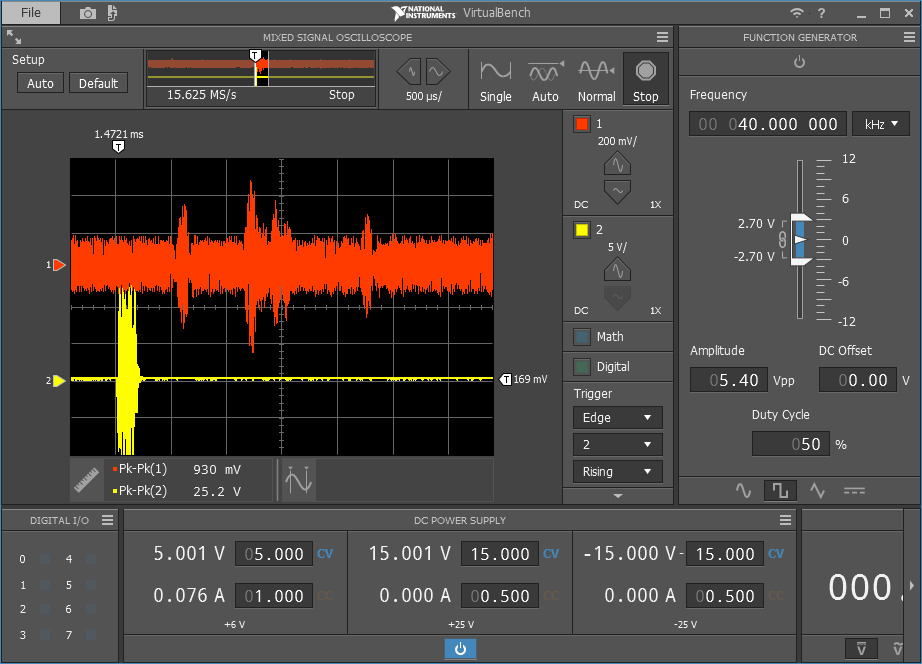 File
NATIONAL INSTRUMENTS VirtualBench
?
MIXED SIGNAL OSCILLOSCOPE
FUNCTION GENERATOR
Setup
Auto Default
T
15.625 MS/s Stop
500 µs/
Single Auto Normal Stop
Frequency
00 040.000 000 kHz
1.4721 ms
T
1
200 mV/
DC 1X
2
5 V/
DC 1X
1
2
T 169 mV
Math
Digital
Trigger
Edge
2
Rising
12
6
0
-6
-12
2.70 V
-2.70 V
Amplitude DC Offset
05.40 Vpp 00.00 V
Duty Cycle
050 %
Pk-Pk(1) 930 mV
Pk-Pk(2) 25.2 V
DIGITAL I/O
0 4
1 5
2 6
3 7
DC POWER SUPPLY
5.001 V 05.000 CV
0.076 A 01.000 CC
+6 V
15.001 V 15.000 CV
0.000 A 00.500 CC
+25 V
-15.000 V -15.000 CV
0.000 A 00.500 CC
-25 V
000.
V V